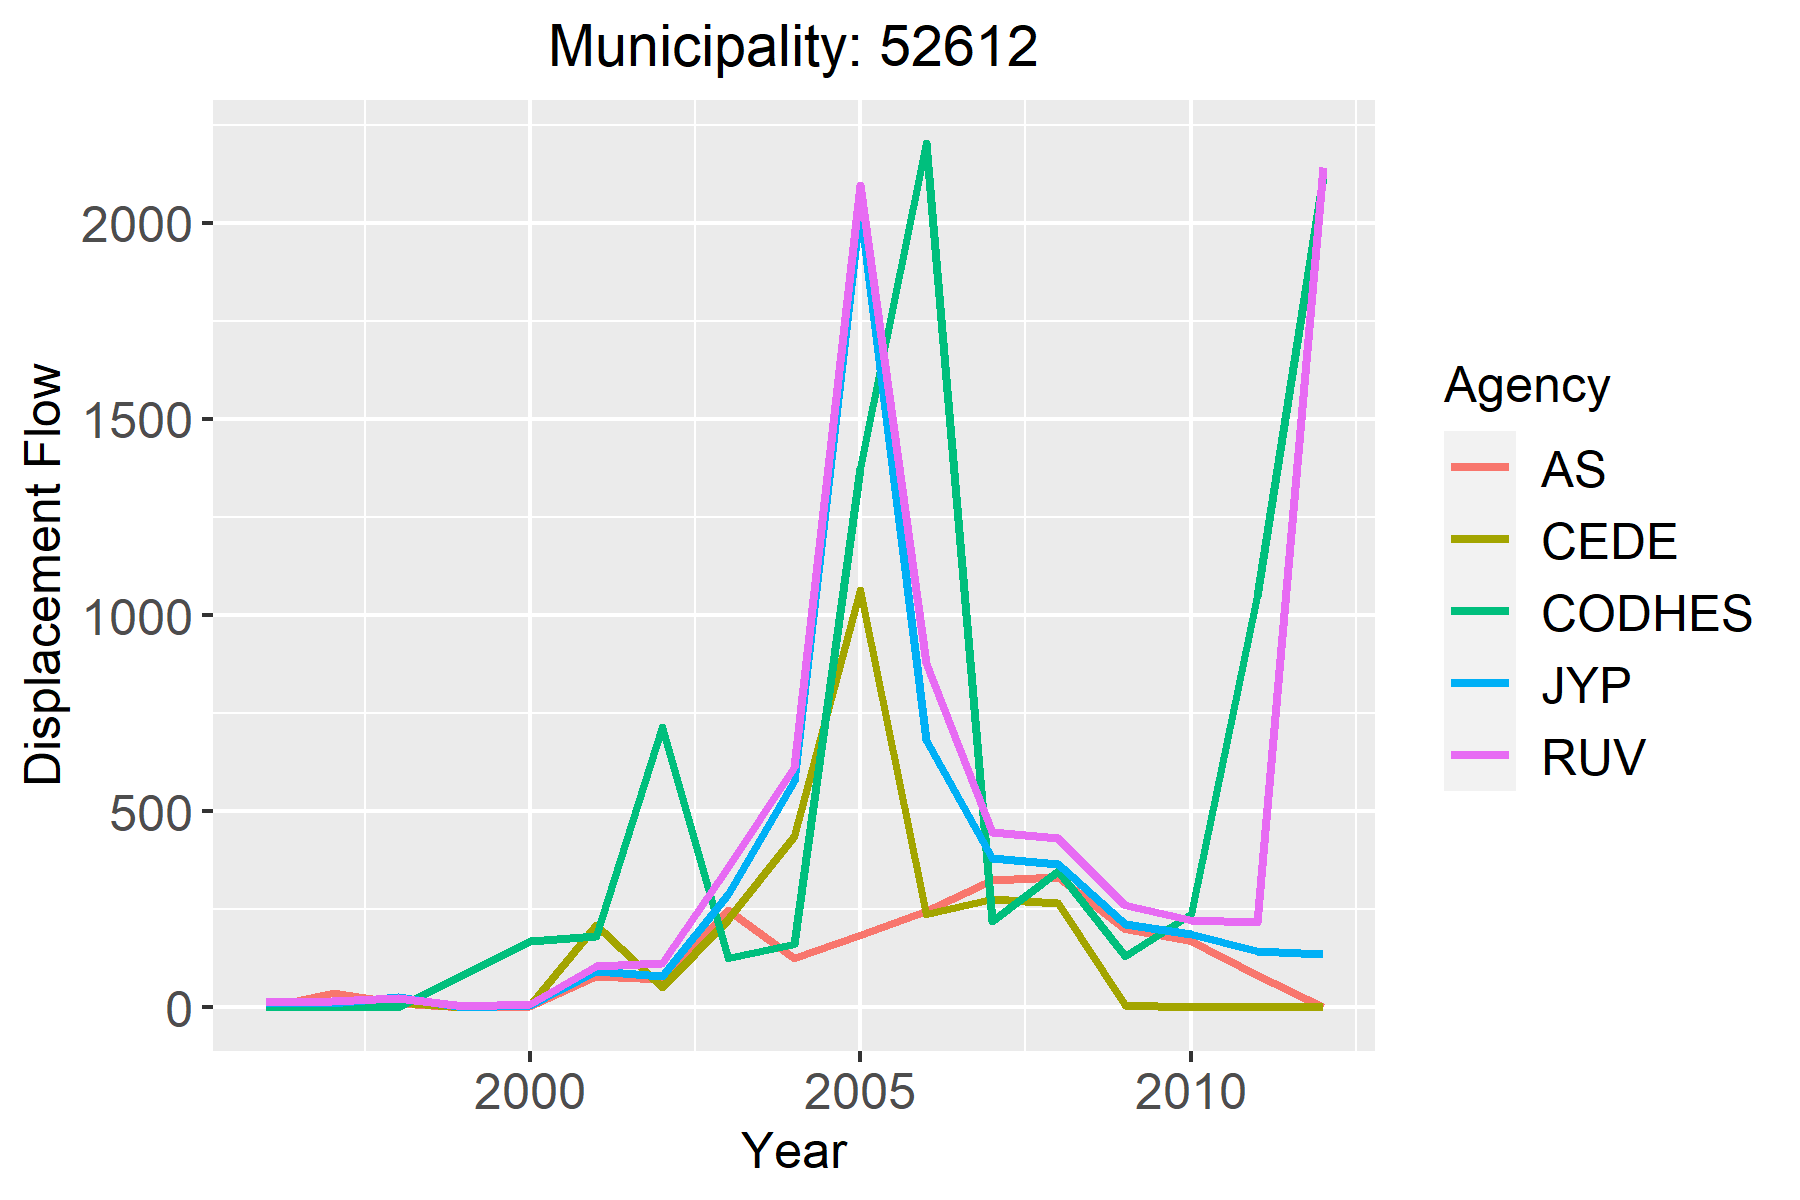 Municipality: 52612
Displacement Flow
2000
1500
1000
500
0
2000 2005 2010
Year
Agency
AS
CEDE
CODHES
JYP
RUV